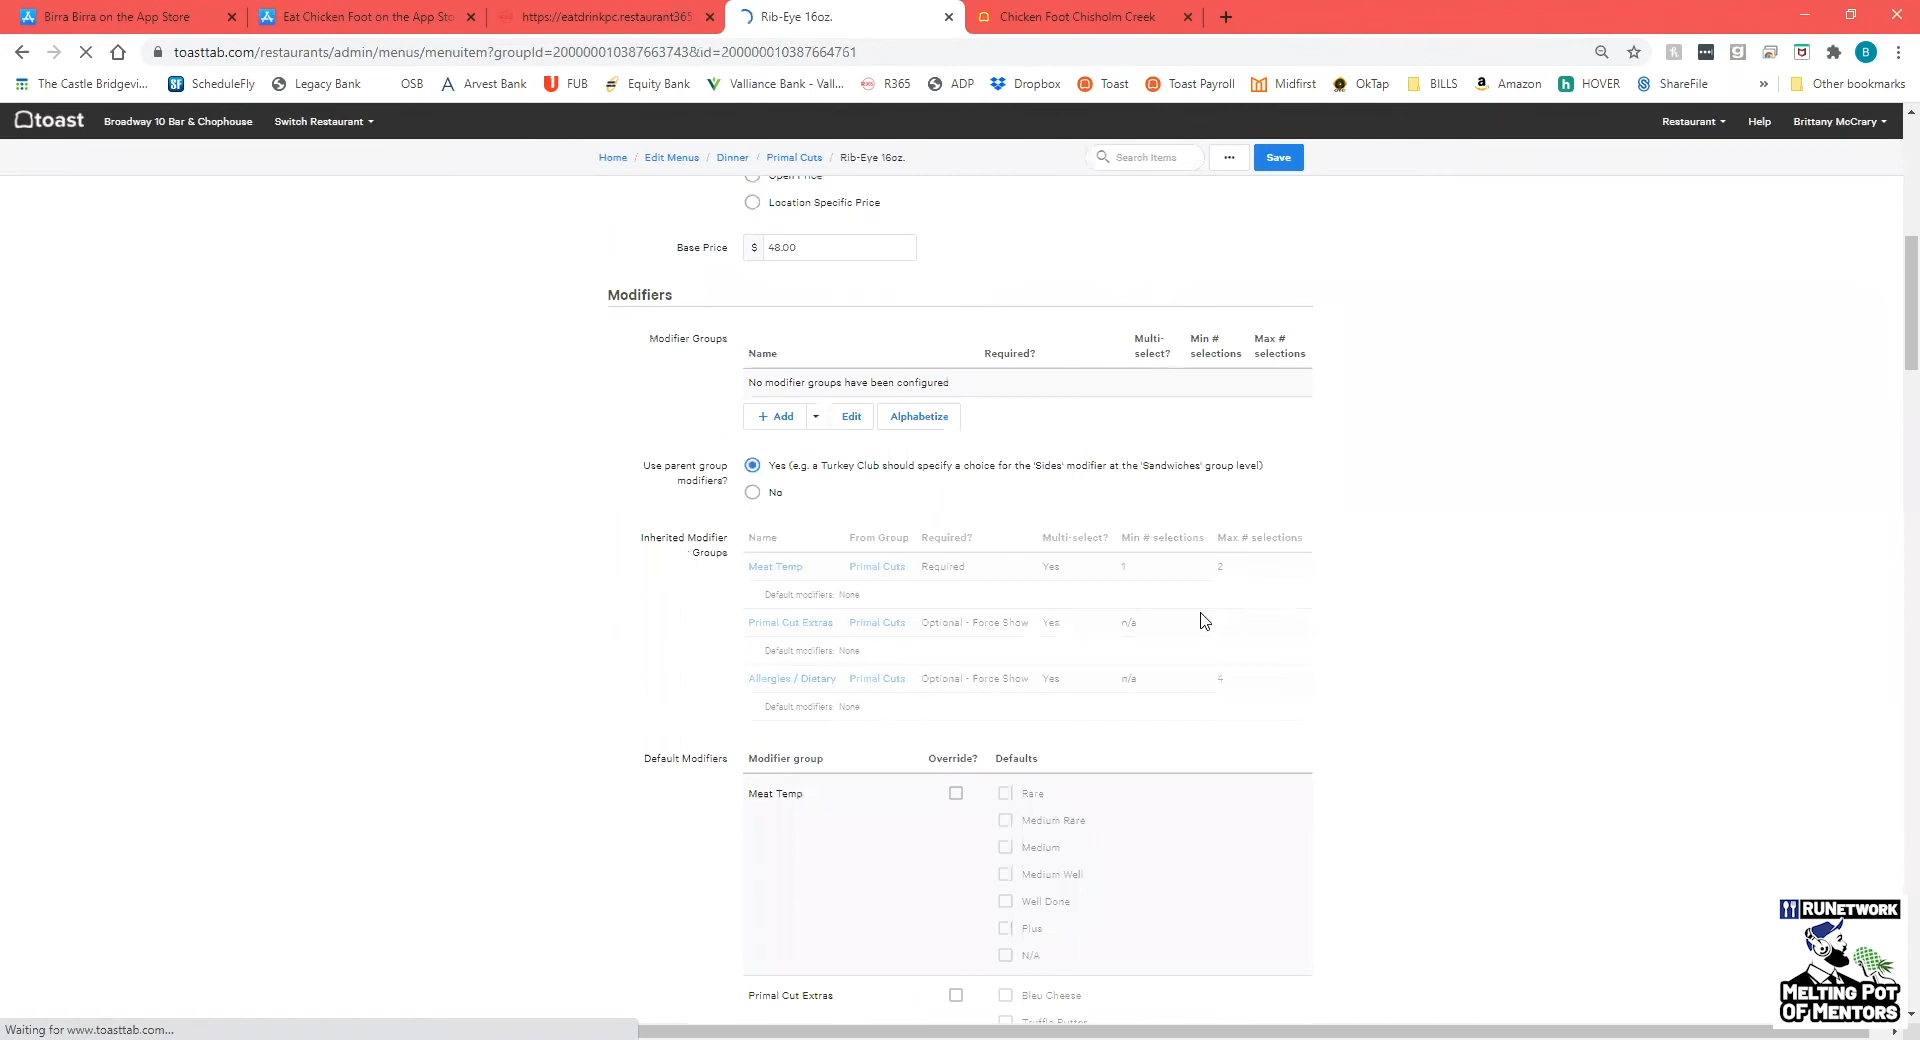 Birra Birra on the App Store
Eat Chicken Foot on the App Sto
https://eatdrinkpc.restaurant365
Rib-Eye 16oz.
Chicken Foot Chisholm Creek
toasttab.com/restaurants/admin/menus/menuitem?groupId=200000010387663743&id=200000010387664761
B
The Castle Bridgevi...
SF ScheduleFly
Legacy Bank
OSB
Arvest Bank
FUB
Equity Bank
Valliance Bank - Vall...
R365
ADP
Dropbox
Toast
Toast Payroll
Midfirst
OkTap
BILLS
Amazon
h HOVER
ShareFile
»
Other bookmarks
toast
Broadway 10 Bar & Chophouse
Switch Restaurant
Restaurant
Help
Brittany McCrary
Home / Edit Menus / Dinner / Primal Cuts / Rib-Eye 16oz.
Search Items
...
Save
Open Price
Location Specific Price
Base Price $ 48.00
Modifiers
Modifier Groups
Name Required? Multi-select? Min # selections Max # selections
No modifier groups have been configured
+ Add Edit Alphabetize
Use parent group modifiers?
Yes (e.g. a Turkey Club should specify a choice for the 'Sides' modifier at the 'Sandwiches' group level)
No
Inherited Modifier Groups
Name From Group Required? Multi-select? Min # selections Max # selections
Meat Temp Primal Cuts Required Yes 1 2
Default modifiers: None
Primal Cut Extras Primal Cuts Optional - Force Show Yes n/a
Default modifiers: None
Allergies / Dietary Primal Cuts Optional - Force Show Yes n/a 4
Default modifiers: None
Default Modifiers
Modifier group Override? Defaults
Meat Temp
Rare
Medium Rare
Medium
Medium Well
Well Done
Plus
N/A
Primal Cut Extras
Bleu Cheese
Truffle Butter
Waiting for www.toasttab.com...
RUNETWORK
MELTING POT
OF MENTORS